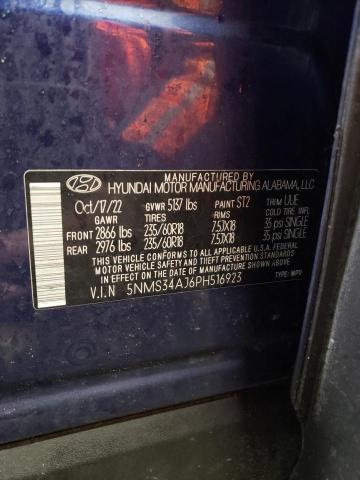 MANUFACTURED BY
HYUNDAI MOTOR MANUFACTURING ALABAMA, LLC
Oct/17/22 GVWR 5137 lbs PAINT ST2 TRIM UUE
GAWR TIRES RIMS
FRONT 2866 lbs 235/60R18 7.5JX18 35 psi SINGLE
REAR 2976 lbs 235/60R18 7.5JX18 35 psi SINGLE
THIS VEHICLE CONFORMS TO ALL APPLICABLE U.S.A FEDERAL
MOTOR VEHICLE SAFETY, BUMPER, AND THEFT PREVENTION
STANDARDS IN EFFECT ON THE DATE OF MANUFACTURE SHOWN ABOVE.
V.I.N 5NMS34AJ6PH516923 TYPE: MPV